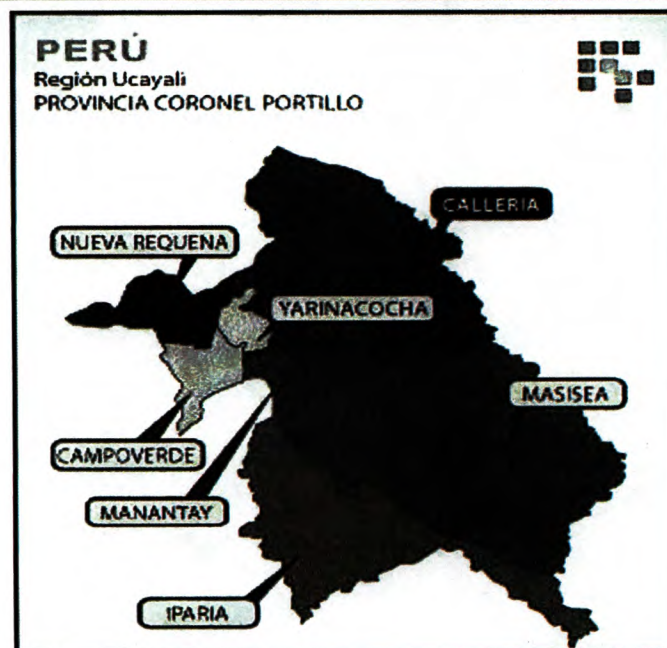 PERÚ
Región Ucayali
PROVINCIA CORONEL PORTILLO
CALLERIA
NUEVA REQUENA
YARINACOCHA
MASISEA
CAMPOVERDE
MANANTAY
IPARIA